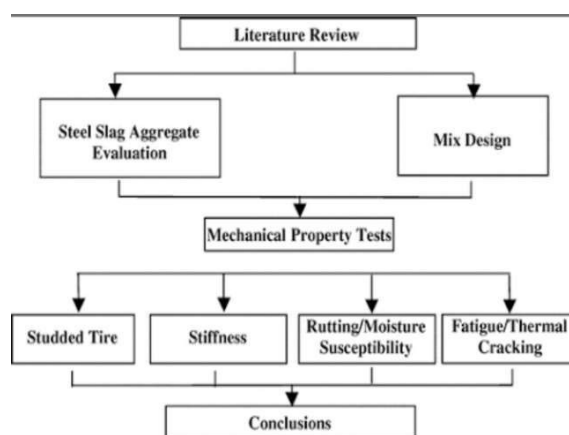 Literature Review
Steel Slag Aggregate
Evaluation
Mix Design
Mechanical Property Tests
Studded Tire
Stiffness
Rutting/Moisture
Susceptibility
Fatigue/Thermal
Cracking
Conclusions